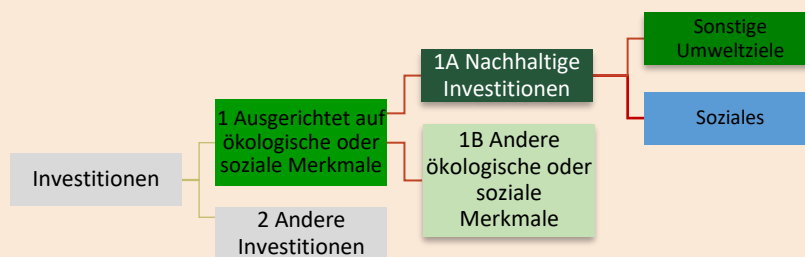 Investitionen
1 Ausgerichtet auf
ökologische oder
soziale Merkmale
2 Andere
Investitionen
1A Nachhaltige
Investitionen
1B Andere
ökologische oder
soziale
Merkmale
Sonstige
Umweltziele
Soziales